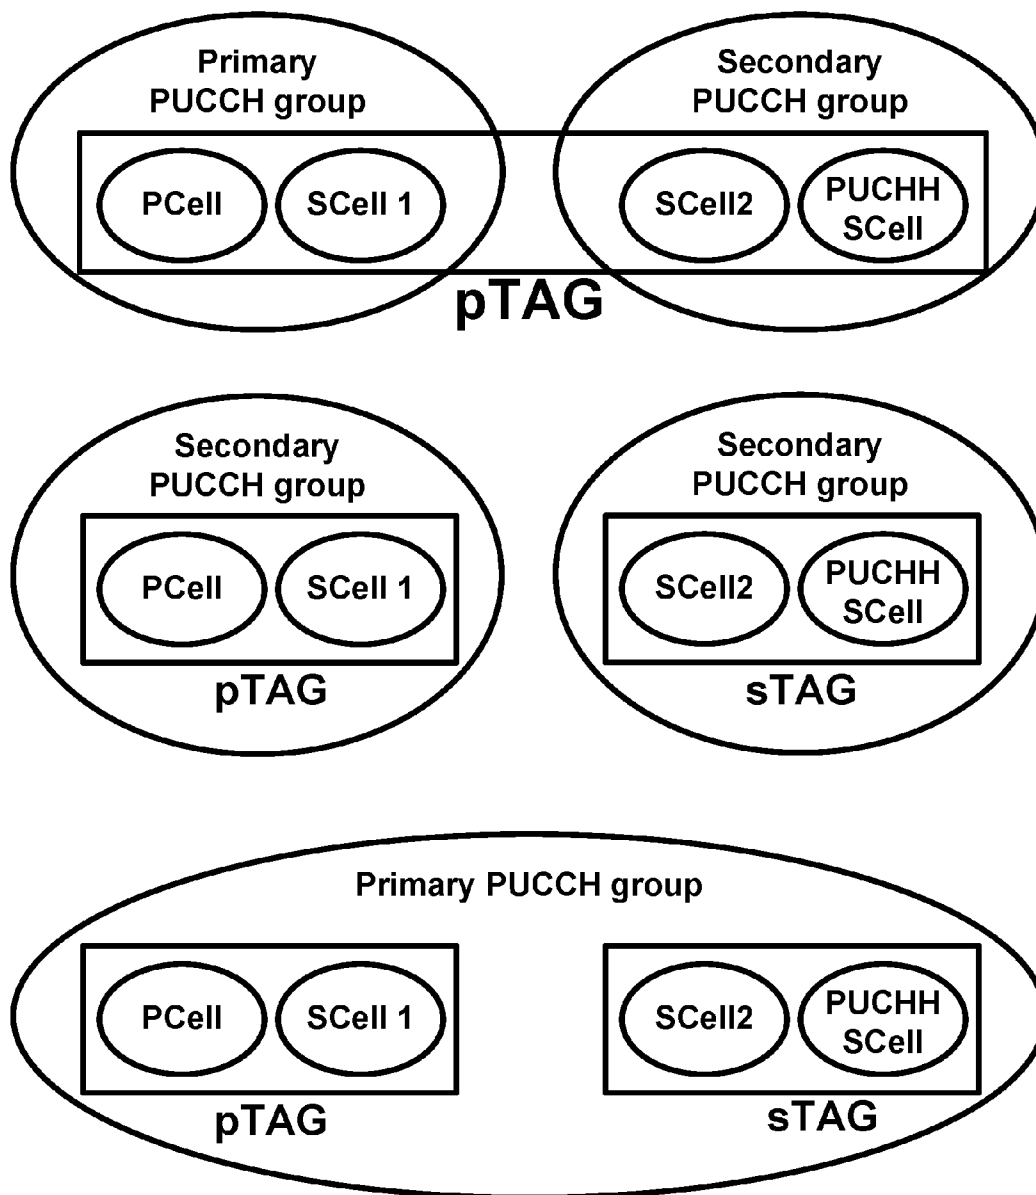 Primary
PUCCH group
Secondary
PUCCH group
PCell
SCell 1
SCell2
PUCHH
SCell
pTAG
Secondary
PUCCH group
Secondary
PUCCH group
PCell
SCell 1
SCell2
PUCHH
SCell
pTAG
sTAG
Primary PUCCH group
PCell
SCell 1
SCell2
PUCHH
SCell
pTAG
sTAG